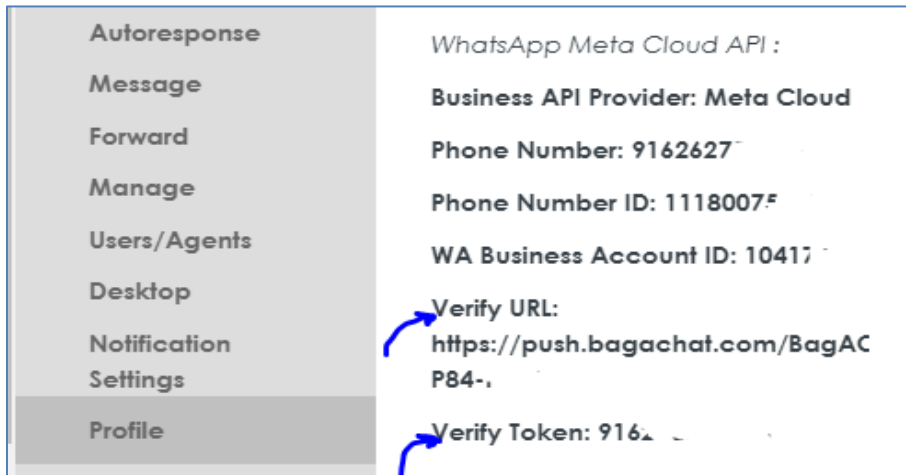 Autoresponse
Message
Forward
Manage
Users/Agents
Desktop
Notification
Settings
Profile
WhatsApp Meta Cloud API :
Business API Provider: Meta Cloud
Phone Number: 9162627
Phone Number ID: 11180075
WA Business Account ID: 10417
Verify URL:
https://push.bagachat.com/BagAC
P84-
Verify Token: 916